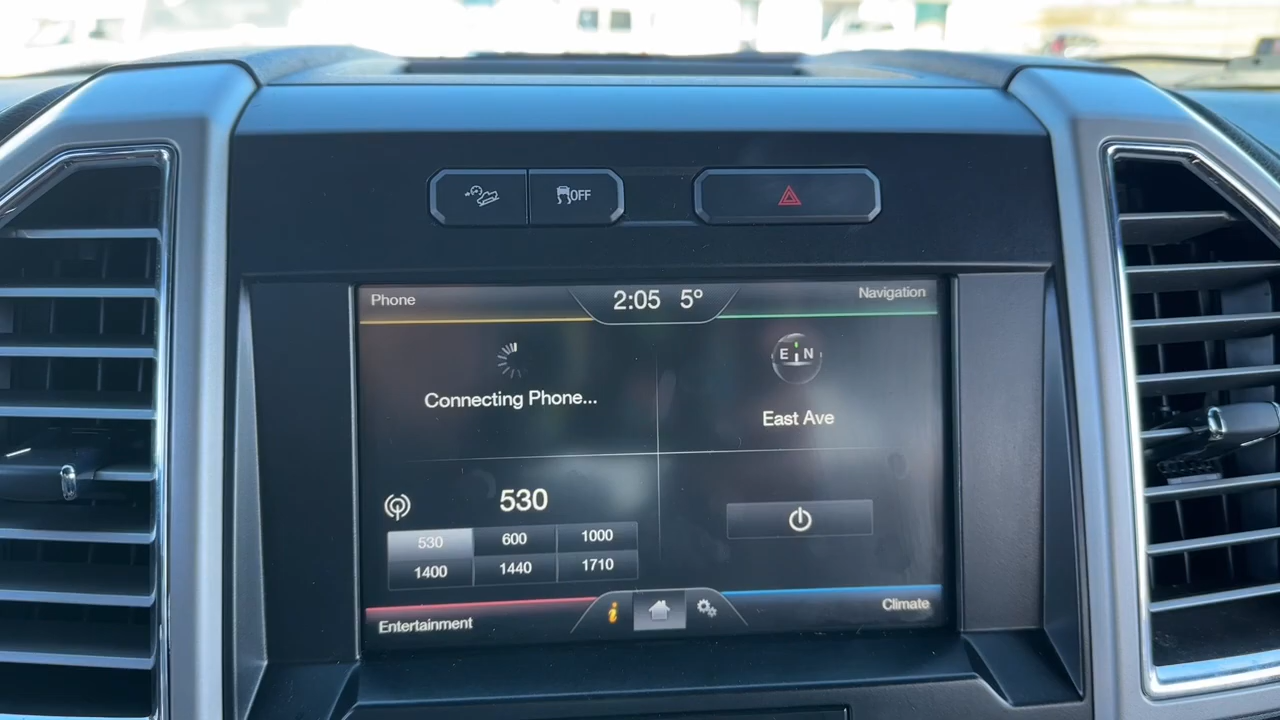 OFF
Phone
2:05 5°
Navigation
Connecting Phone...
E N
East Ave
530
530 600 1000
1400 1440 1710
Entertainment
i
Climate